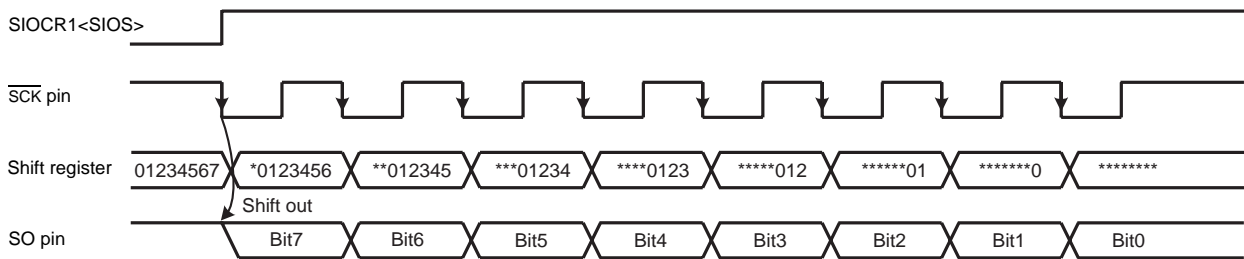 SIOCR1<SIOS>
SCK pin
Shift register 01234567 *0123456 **012345 ***01234 ****0123 *****012 ******01 *******0 ********
Shift out
SO pin Bit7 Bit6 Bit5 Bit4 Bit3 Bit2 Bit1 Bit0